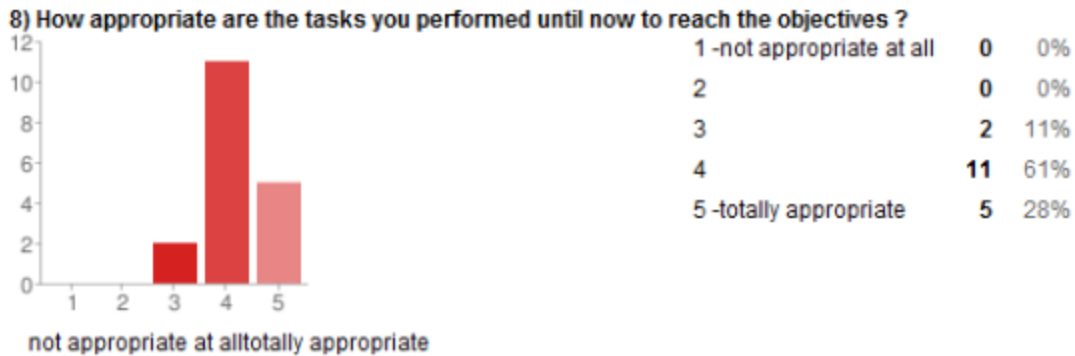 8) How appropriate are the tasks you performed until now to reach the objectives ?
12
10
8
6
4
2
0
1 2 3 4 5
not appropriate at alltotally appropriate
1 -not appropriate at all 0 0%
2 0 0%
3 2 11%
4 11 61%
5 -totally appropriate 5 28%